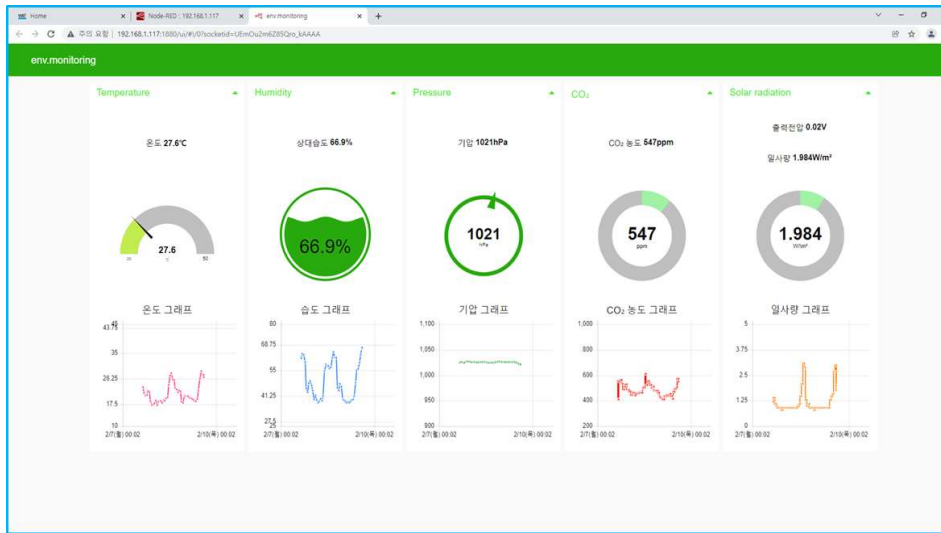 Home
Node-RED : 192.168.1.117
env.monitoring
주의 요함 | 192.168.1.117:1880/ui/#!/0?socketid=UEmOu2m6Z85Qro_kAAAA
env.monitoring
Temperature
온도 27.6℃
27.6
℃
50
온도 그래프
45
43.75
35
26.25
17.5
10
2/7(월) 00:02
2/10(목) 00:02
Humidity
상대습도 66.9%
66.9%
습도 그래프
80
68.75
55
41.25
27.5
25
2/7(월) 00:02
2/10(목) 00:02
Pressure
기압 1021hPa
1021
hPa
기압 그래프
1,100
1,050
1,000
950
900
2/7(월) 00:02
2/10(목) 00:02
CO₂
CO₂ 농도 547ppm
547
ppm
CO₂ 농도 그래프
1,000
800
600
400
200
2/7(월) 00:02
2/10(목) 00:02
Solar radiation
출력전압 0.02V
일사량 1.984W/m²
1.984
W/m²
일사량 그래프
5
3.75
2.5
1.25
0
2/7(월) 00:02
2/10(목) 00:02